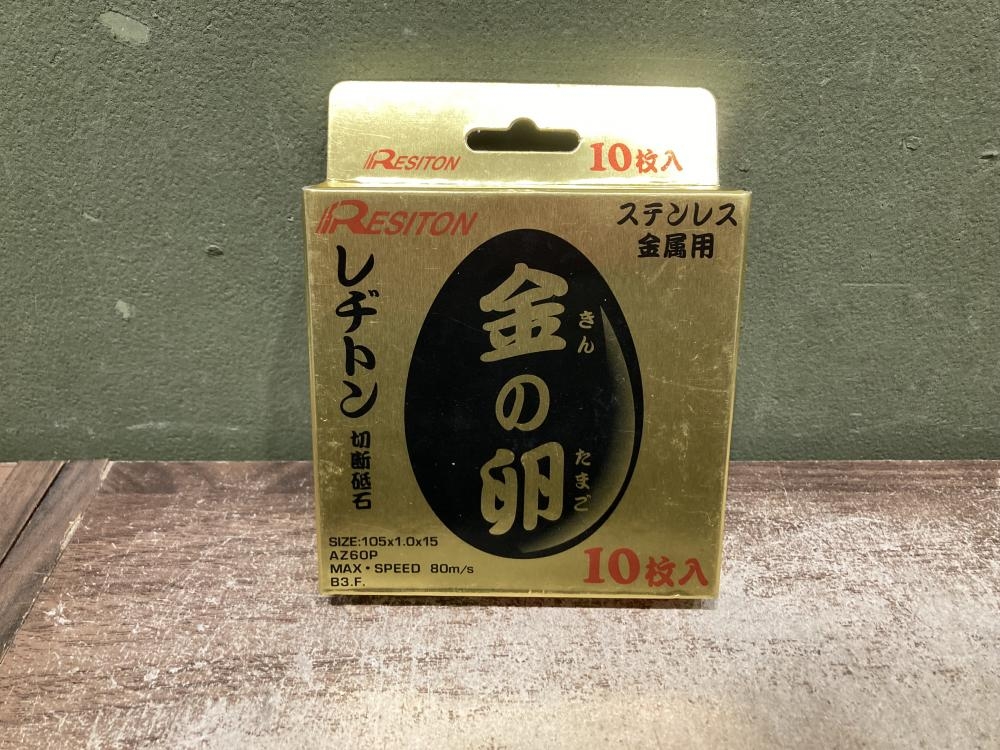 RESITON 10枚入
RESITON
ステンレス
金属用
レヂトン
切断砥石
金の卵
きん
たまご
SIZE:105x1.0x15
AZ60P
MAX・SPEED 80m/s
B3.F.
10枚入